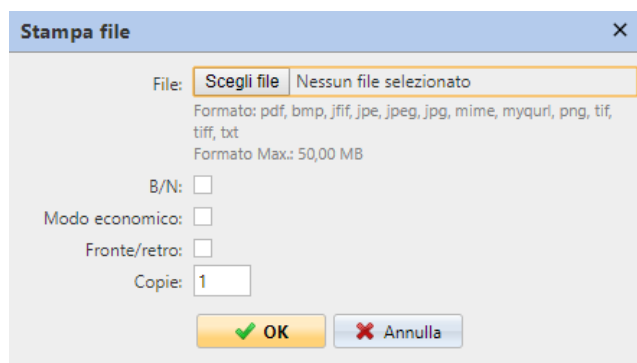 Stampa file
File: Scegli file Nessun file selezionato
Formato: pdf, bmp, jfif, jpe, jpeg, jpg, mime, myqurl, png, tif,
tiff, txt
Formato Max.: 50,00 MB
B/N:
Modo economico:
Fronte/retro:
Copie: 1
OK Annulla